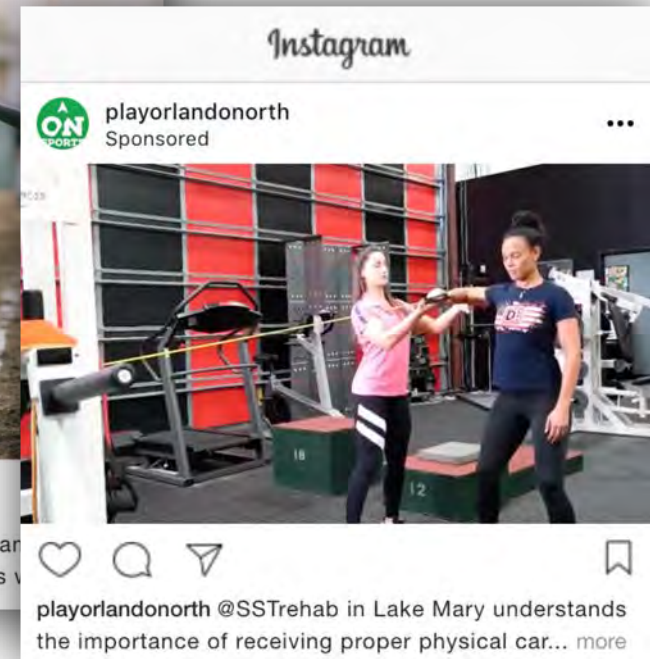 Instagram
playorlandonorth
Sponsored
ON
SPORTS
18
12
playorlandonorth @SSTrehab in Lake Mary understands
the importance of receiving proper physical car... more